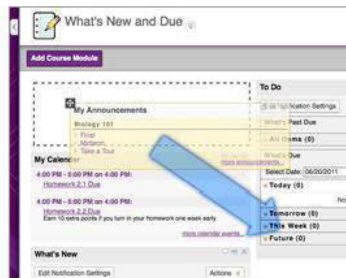 What's New and Due
Add Course Module
My Announcements
Biology 101
Final
Midterm
Take a Tour
more announcements...
My Calendar
4:00 PM - 5:00 PM on 4:00 PM:
Homework 2.1 Due
4:00 PM - 5:00 PM on 4:00 PM:
Homework 2.2 Due
Earn 10 extra points if you turn in your homework one week early.
more calendar events...
What's New
Edit Notification Settings
Actions
To Do
Edit Notification Settings
What's Past Due
All Items (0)
What's Due
Select Date: 06/20/2011
Today (0)
No
Tomorrow (0)
This Week (0)
Future (0)